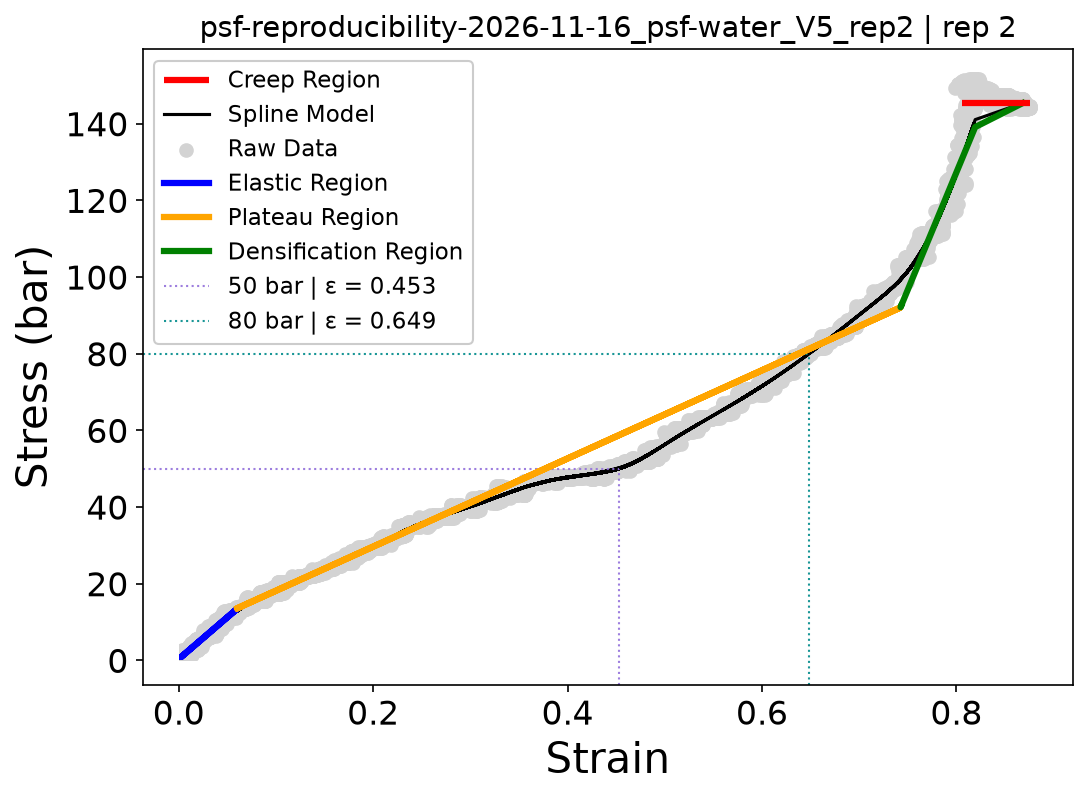 psf-reproducibility-2026-11-16_psf-water_V5_rep2 | rep 2
Creep Region
Spline Model
Raw Data
Elastic Region
Plateau Region
Densification Region
50 bar | ε = 0.453
80 bar | ε = 0.649
Stress (bar)
140
120
100
80
60
40
20
0
0.0 0.2 0.4 0.6 0.8
Strain